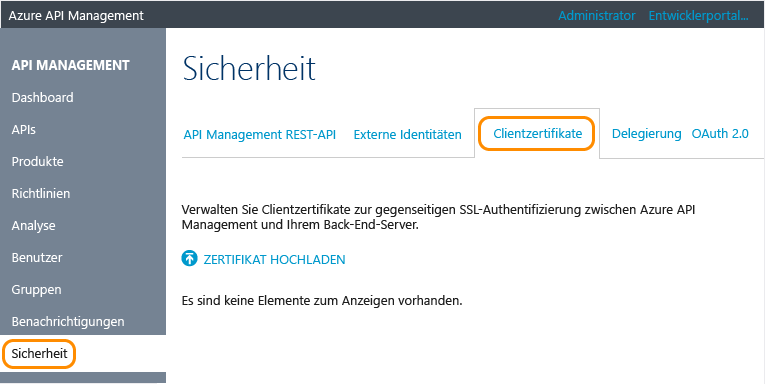 Azure API Management
Administrator
Entwicklerportal...
API MANAGEMENT
Dashboard
APIs
Produkte
Richtlinien
Analyse
Benutzer
Gruppen
Benachrichtigungen
Sicherheit
Sicherheit
API Management REST-API
Externe Identitäten
Clientzertifikate
Delegierung
OAuth 2.0
Verwalten Sie Clientzertifikate zur gegenseitigen SSL-Authentifizierung zwischen Azure API
Management und Ihrem Back-End-Server.
ZERTIFIKAT HOCHLADEN
Es sind keine Elemente zum Anzeigen vorhanden.